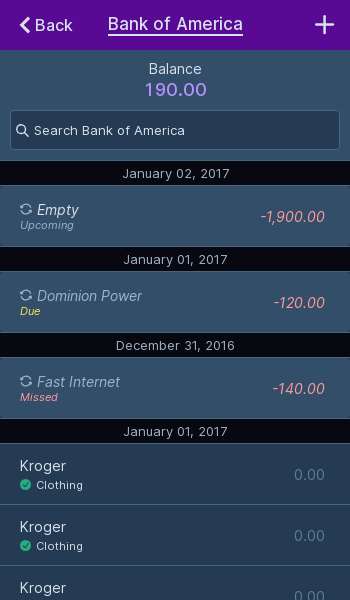 Back
Bank of America
Balance
190.00
Search Bank of America
January 02, 2017
Empty
Upcoming
-1,900.00
January 01, 2017
Dominion Power
Due
-120.00
December 31, 2016
Fast Internet
Missed
-140.00
January 01, 2017
Kroger
Clothing
0.00
Kroger
Clothing
0.00
Kroger
0.00